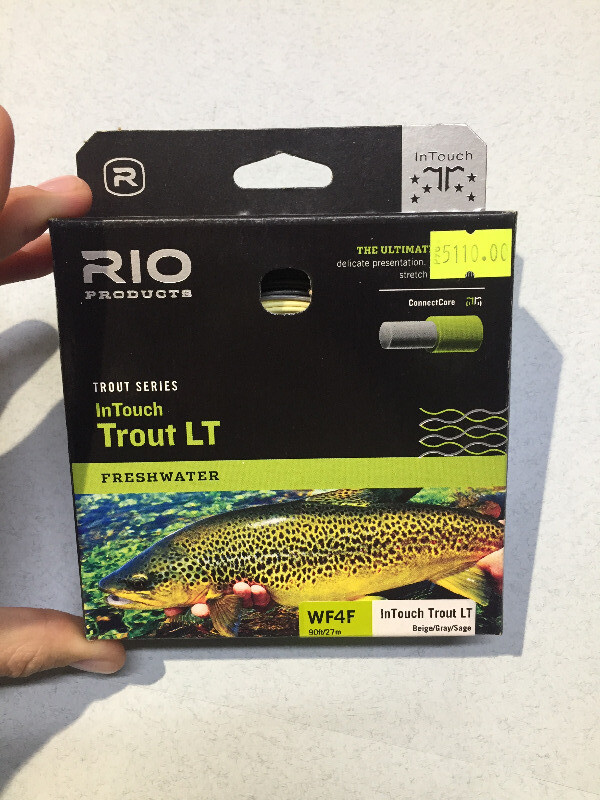 R
InTouch
RIO
PRODUCTS
THE ULTIMAT
5110.00
delicate presentation.
stretch
ConnectCore
TROUT SERIES
InTouch
Trout LT
FRESHWATER
WF4F
90ft/27m
InTouch Trout LT
Beige/Gray/Sage